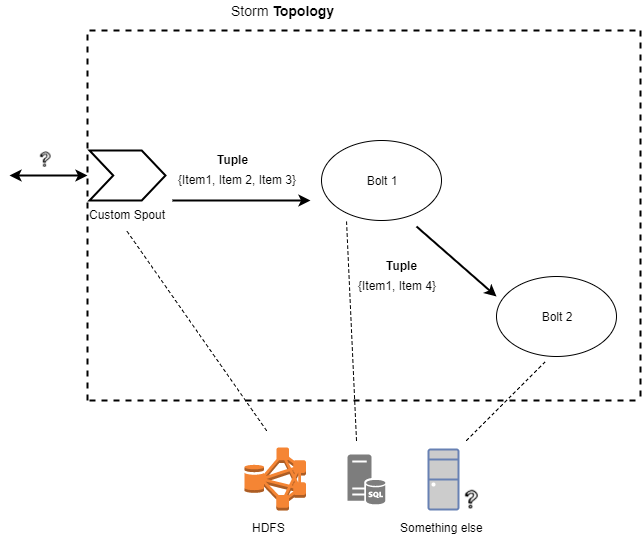 Storm Topology
?
Custom Spout
Tuple
{Item1, Item 2, Item 3}
Bolt 1
Tuple
{Item1, Item 4}
Bolt 2
SQL
?
HDFS
Something else